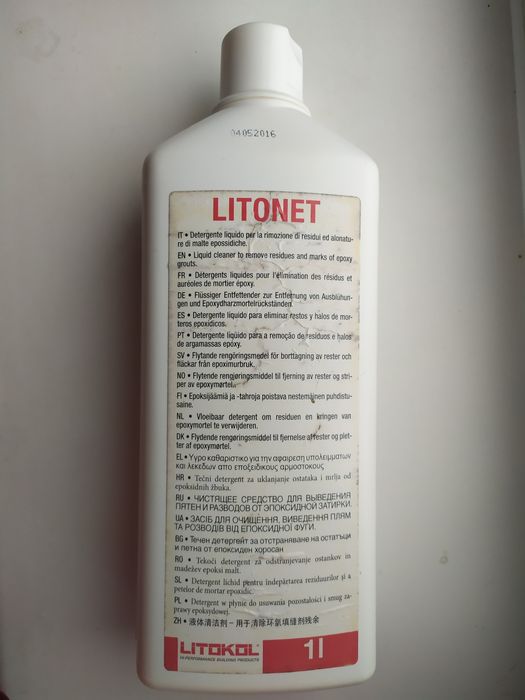 04052016
LITONET
IT • Detergente liquido per la rimozione di residui ed alonatu-
re di malte epossidiche.
EN • Liquid cleaner to remove residues and marks of epoxy
grouts.
FR • Détergents liquides pour l'élimination des résidus et
auréoles de mortier époxy.
DE • Flüssiger Entfettender zur Entfernung von Ausblühun-
gen und Epoxydharzmörtelrückständen.
ES • Detergente líquido para eliminar restos y halos de mor-
teros epoxidicos.
PT • Detergente líquido para a remoção de resíduos e halos
de argamassas epóxy.
SV • Flytande rengöringsmedel för borttagning av rester och
fläckar från epoximurbruk.
NO • Flytende rengjøringsmiddel til fjerning av rester og stri-
per av epoxymørtel.
FI • Epoksijäämiä ja -tahroja poistava nestemäinen puhdistu-
saine.
NL • Vloeibaar detergent om residuen en kringen van
epoxymortel te verwijderen.
DK • Flydende rengøringsmiddel til fjernelse af rester og plet-
ter af epoxymørtel.
EL • Υγρο καθαριστικο για την αφαιρεση υπολειμματων
και λεκεδων απο εποξειδικους αρμοστοκους
HR • Tečni detergent za uklanjanje ostataka i mrlja od
epoksidnih žbuka.
RU • ЧИСТЯЩЕЕ СРЕДСТВО ДЛЯ ВЫВЕДЕНИЯ
ПЯТЕН И РАЗВОДОВ ОТ ЭПОКСИДНОЙ ЗАТИРКИ.
UA • ЗАСІБ ДЛЯ ОЧИЩЕННЯ, ВИВЕДЕННЯ ПЛЯМ
ТА РОЗВОДІВ ВІД ЕПОКСИДНОЇ ФУГИ.
BG • Течен детергейт за отстраняване на остатъци
и петна от епоксиден хоросан
RO • Tekoči detergent za odstranjevanje ostankov in
madežev epoksi malt.
SL • Detergent lichid pentru îndepărtarea reziduurilor şi a
petelor de mortar epoxidic.
PL • Detergent w płynie do usuwania pozostałości i smug za-
prawy epoksydowej.
ZH • 液体清洁剂 – 用于清除环氧填缝剂残余
LITOKOL 1l
HI-PERFORMANCE BUILDING PRODUCTS